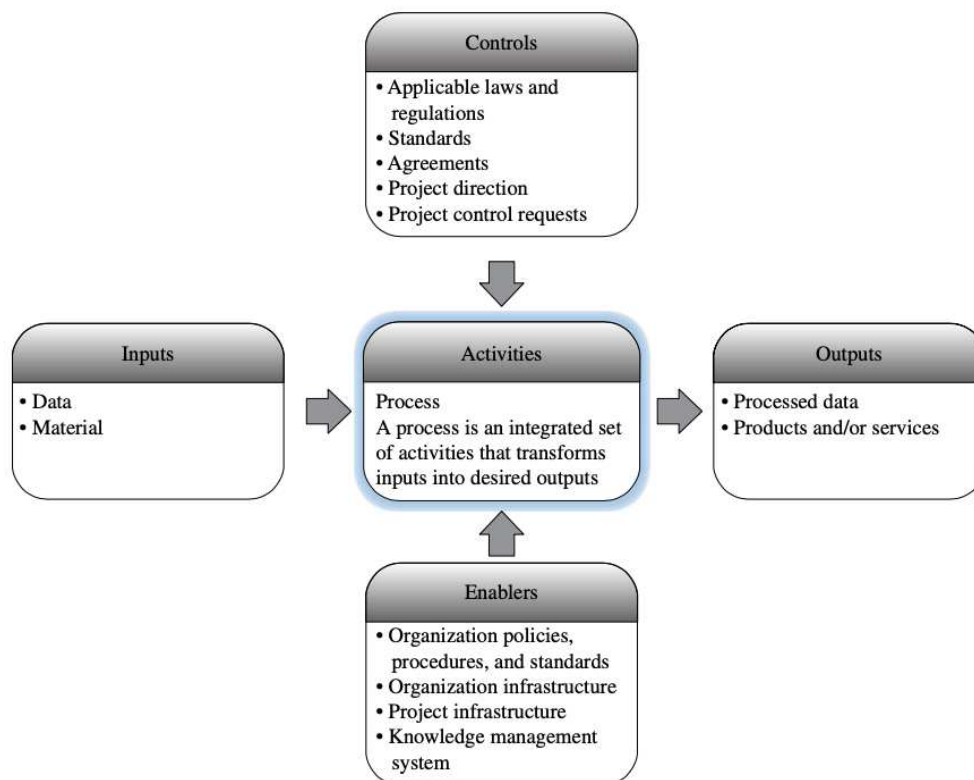 Controls
• Applicable laws and
regulations
• Standards
• Agreements
• Project direction
• Project control requests
Inputs
• Data
• Material
Activities
Process
A process is an integrated set
of activities that transforms
inputs into desired outputs
Outputs
• Processed data
• Products and/or services
Enablers
• Organization policies,
procedures, and standards
• Organization infrastructure
• Project infrastructure
• Knowledge management
system